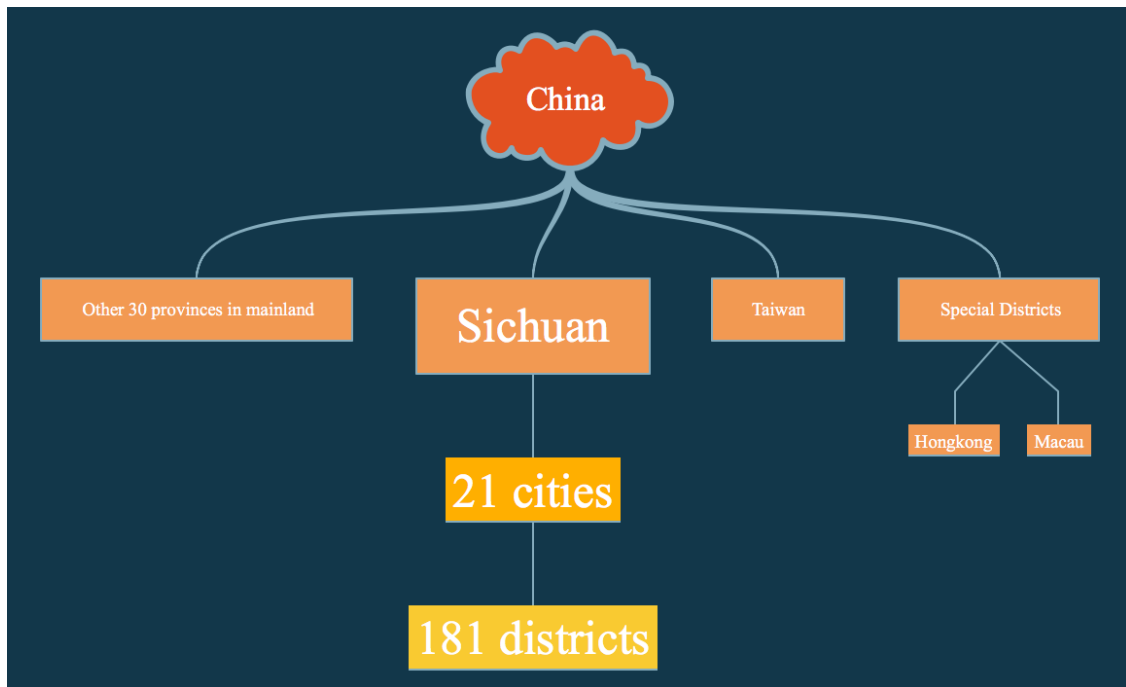 China
Other 30 provinces in mainland
Sichuan
Taiwan
Special Districts
Hongkong
Macau
21 cities
181 districts